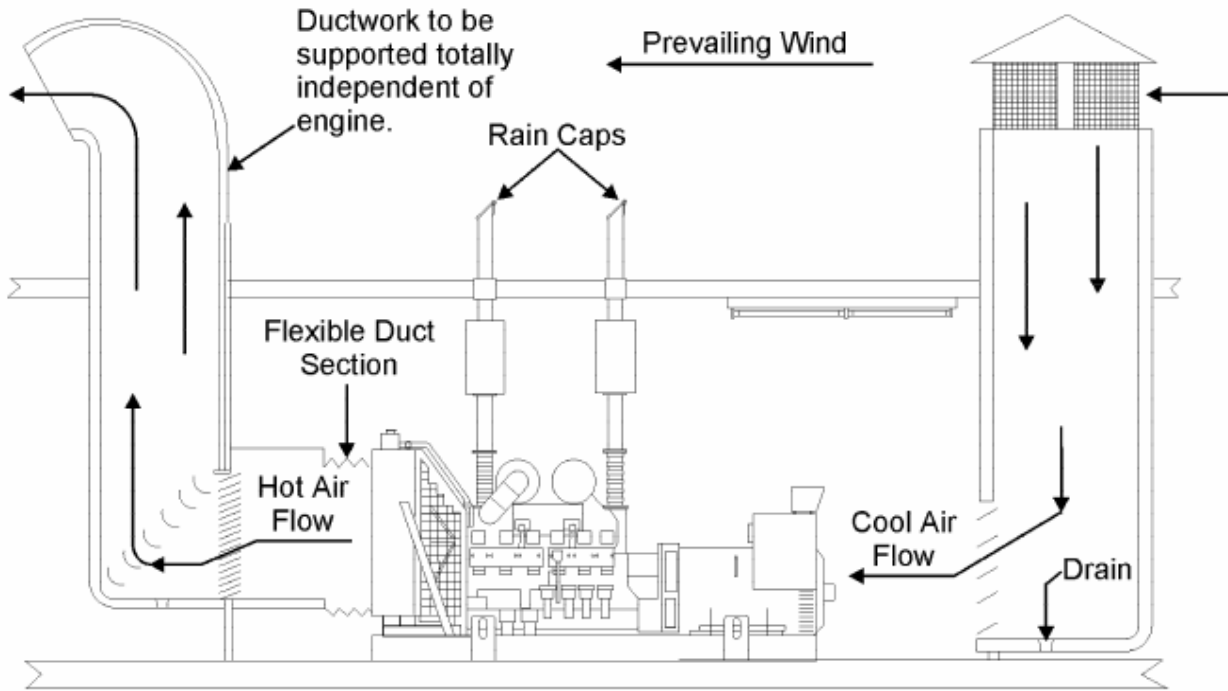 Ductwork to be
supported totally
independent of
engine.
Prevailing Wind
Rain Caps
Flexible Duct
Section
Hot Air
Flow
Cool Air
Flow
Drain